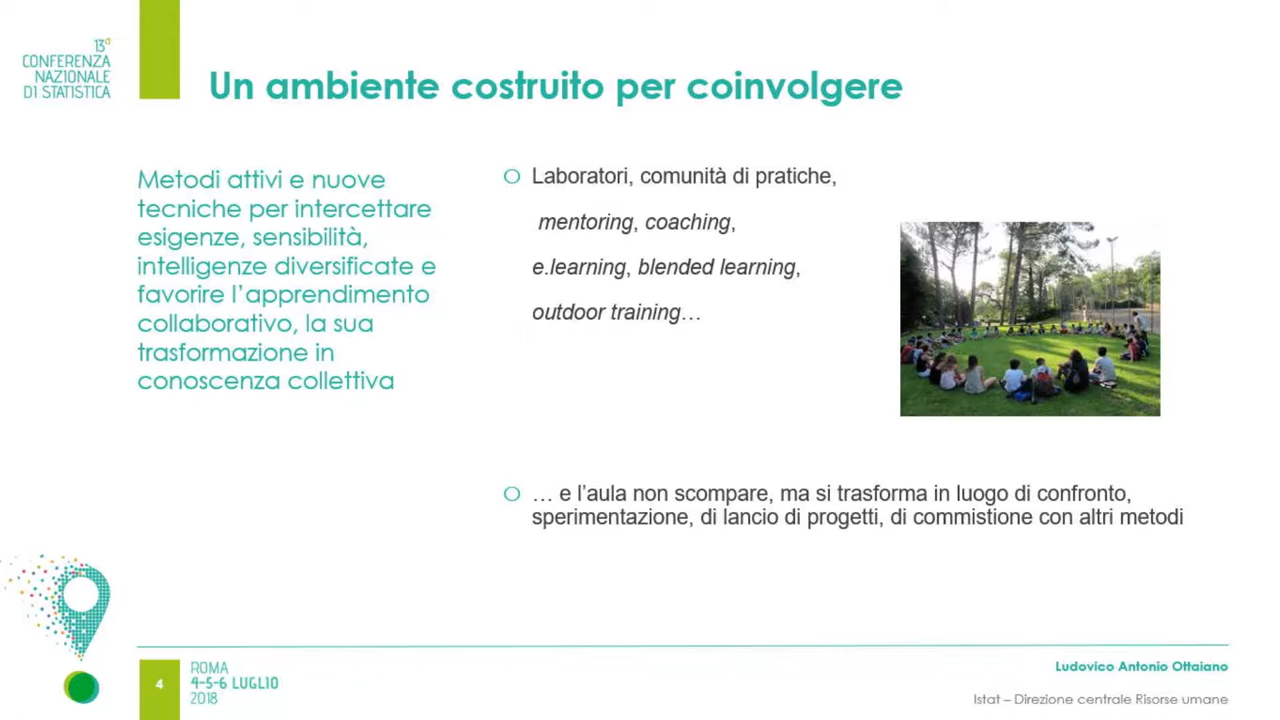 13ª
CONFERENZA
NAZIONALE
DI STATISTICA
Un ambiente costruito per coinvolgere
Metodi attivi e nuove
tecniche per intercettare
esigenze, sensibilità,
intelligenze diversificate e
favorire l’apprendimento
collaborativo, la sua
trasformazione in
conoscenza collettiva
Laboratori, comunità di pratiche,
mentoring, coaching,
e.learning, blended learning,
outdoor training…
… e l’aula non scompare, ma si trasforma in luogo di confronto,
sperimentazione, di lancio di progetti, di commistione con altri metodi
4
ROMA
4-5-6 LUGLIO
2018
Ludovico Antonio Ottaiano
Istat – Direzione centrale Risorse umane